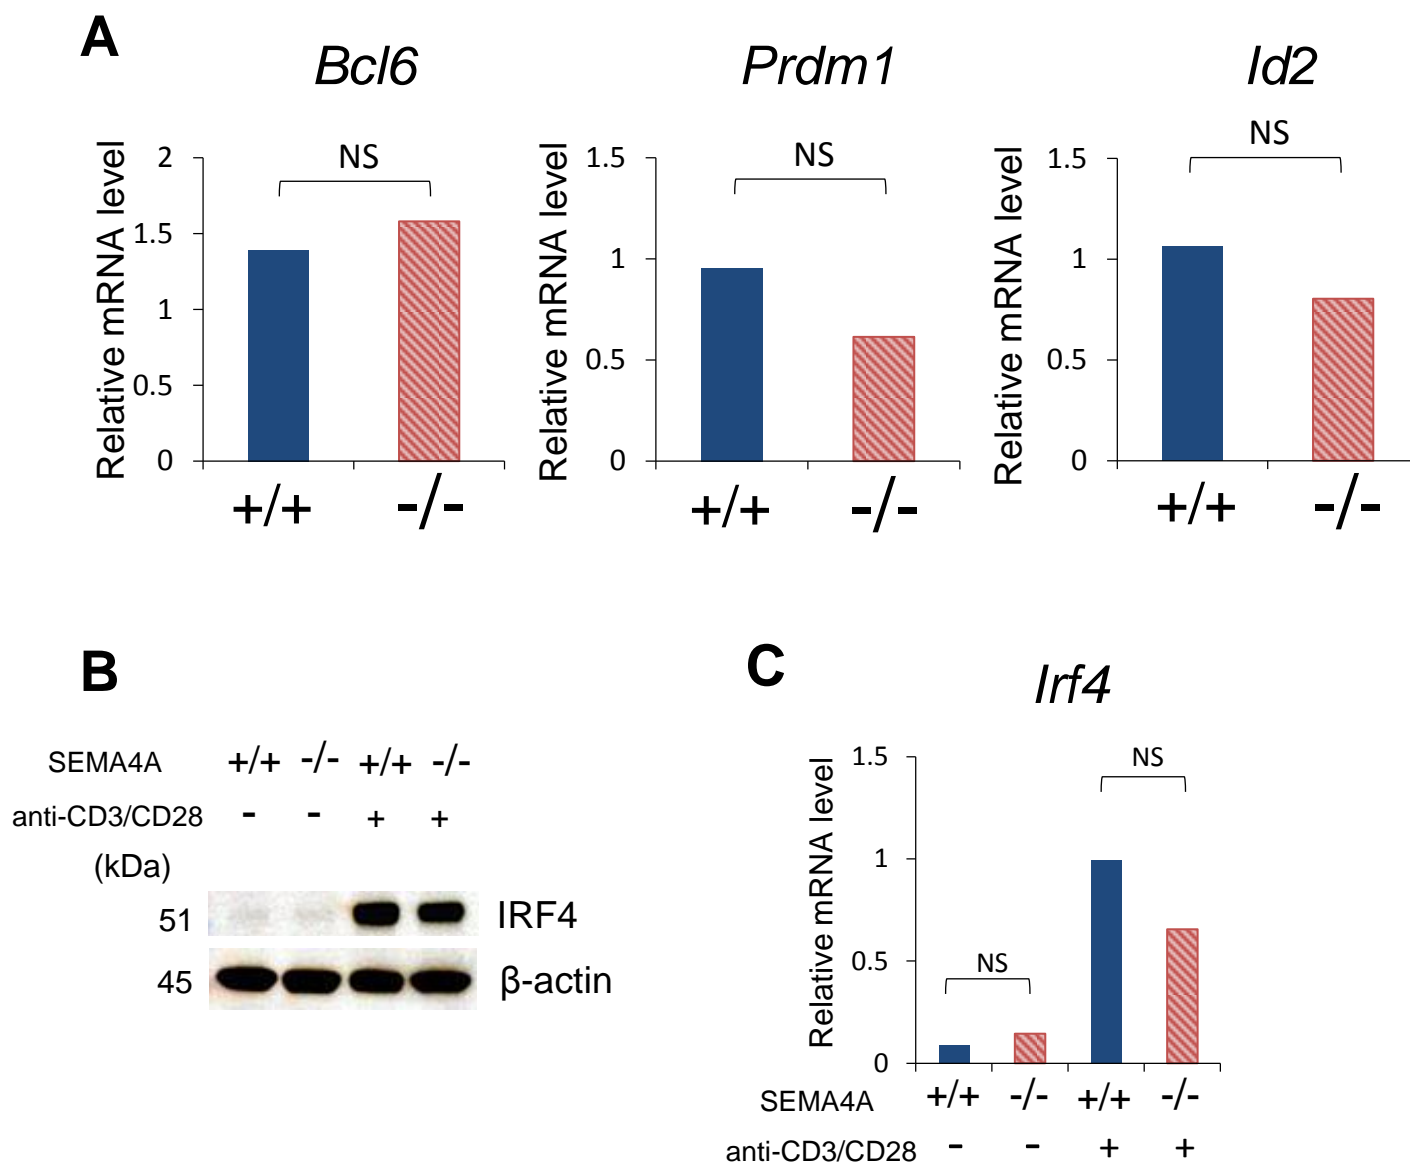 A
Bcl6
Prdm1
Id2
Relative mRNA level
2
1.5
1
0.5
0
NS
+/+ -/-
Relative mRNA level
1.5
1
0.5
0
NS
+/+ -/-
Relative mRNA level
1.5
1
0.5
0
NS
+/+ -/-
B
SEMA4A +/+ -/- +/+ -/-
anti-CD3/CD28 - - + +
(kDa)
51 IRF4
45 β-actin
C
Irf4
Relative mRNA level
1.5
1
0.5
0
NS
NS
SEMA4A +/+ -/- +/+ -/-
anti-CD3/CD28 - - + +